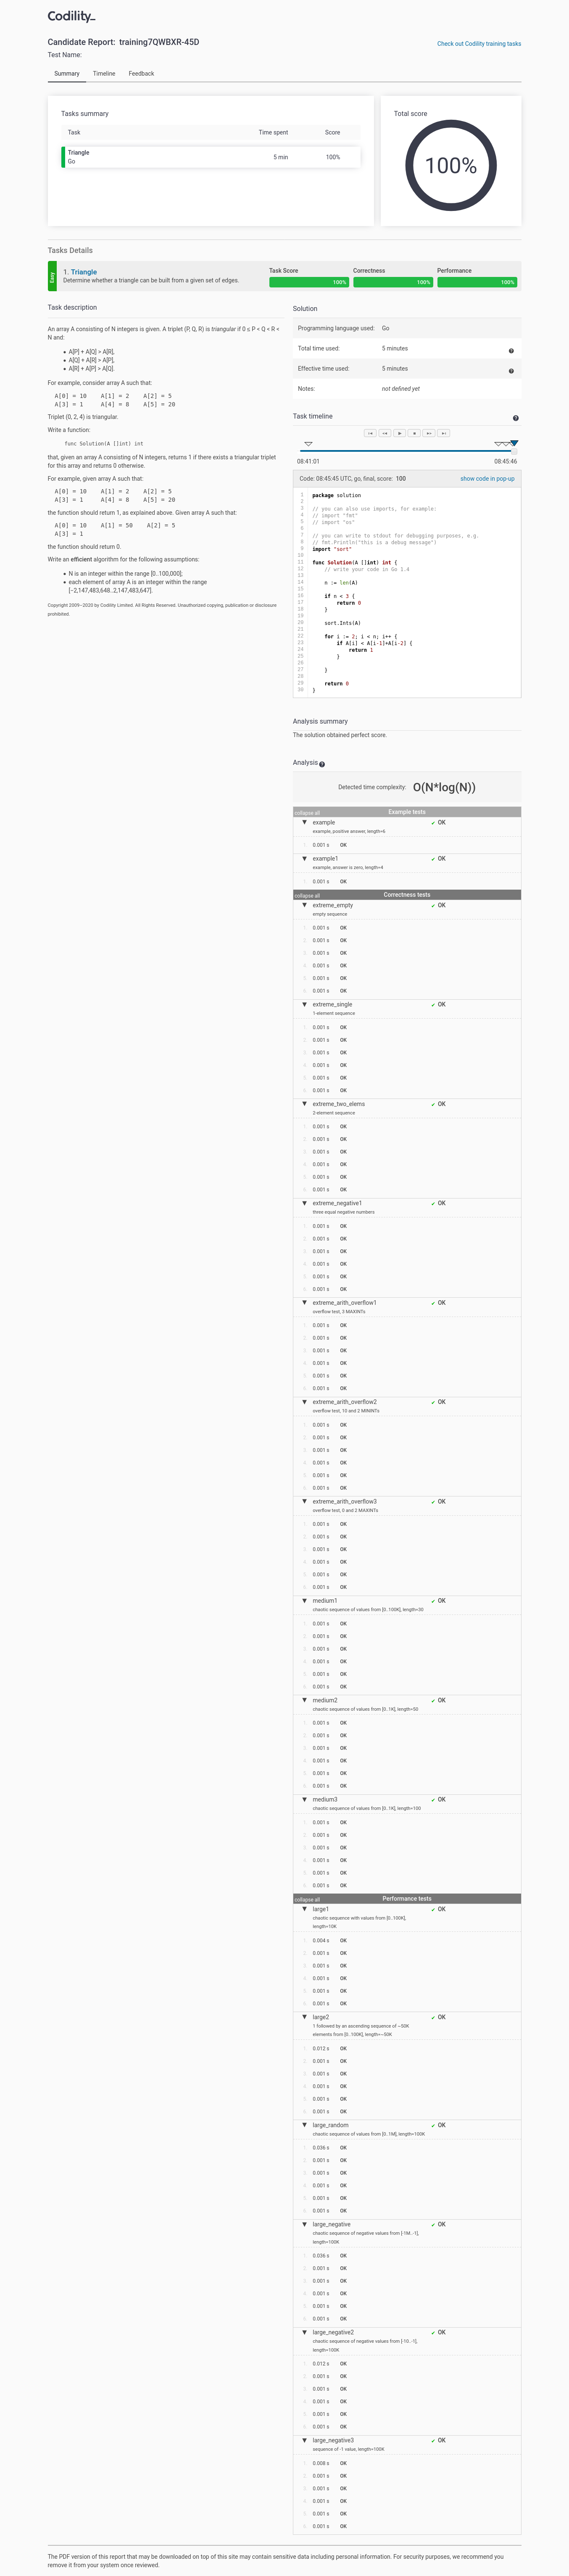 Codility_
Candidate Report: training7QWBXR-45D
Check out Codility training tasks
Test Name:
Summary Timeline Feedback
Tasks summary
Task Time spent Score
Triangle
Go
5 min 100%
Total score
100%
Tasks Details
Easy
1. Triangle
Determine whether a triangle can be built from a given set of edges.
Task Score Correctness Performance
100% 100% 100%
Task description
An array A consisting of N integers is given. A triplet (P, Q, R) is triangular if 0 ≤ P < Q < R <
N and:
• A[P] + A[Q] > A[R],
• A[Q] + A[R] > A[P],
• A[R] + A[P] > A[Q].
For example, consider array A such that:
A[0] = 10 A[1] = 2 A[2] = 5
A[3] = 1 A[4] = 8 A[5] = 20
Triplet (0, 2, 4) is triangular.
Write a function:
func Solution(A []int) int
that, given an array A consisting of N integers, returns 1 if there exists a triangular triplet
for this array and returns 0 otherwise.
For example, given array A such that:
A[0] = 10 A[1] = 2 A[2] = 5
A[3] = 1 A[4] = 8 A[5] = 20
the function should return 1, as explained above. Given array A such that:
A[0] = 10 A[1] = 50 A[2] = 5
A[3] = 1
the function should return 0.
Write an efficient algorithm for the following assumptions:
• N is an integer within the range [0..100,000];
• each element of array A is an integer within the range
[−2,147,483,648..2,147,483,647].
Copyright 2009–2020 by Codility Limited. All Rights Reserved. Unauthorized copying, publication or disclosure
prohibited.
Solution
Programming language used: Go
Total time used: 5 minutes
Effective time used: 5 minutes
Notes: not defined yet
Task timeline
08:41:01 08:45:46
Code: 08:45:45 UTC, go, final, score: 100
show code in pop-up
1 package solution
2
3 // you can also use imports, for example:
4 // import "fmt"
5 // import "os"
6
7 // you can write to stdout for debugging purposes, e.g.
8 // fmt.Println("this is a debug message")
9 import "sort"
10
11 func Solution(A []int) int {
12 // write your code in Go 1.4
13
14 n := len(A)
15
16 if n < 3 {
17 return 0
18 }
19
20 sort.Ints(A)
21
22 for i := 2; i < n; i++ {
23 if A[i] < A[i-1]+A[i-2] {
24 return 1
25 }
26
27 }
28
29 return 0
30 }
Analysis summary
The solution obtained perfect score.
Analysis
Detected time complexity: O(N*log(N))
collapse all Example tests
▼ example ✔ OK
example, positive answer, length=6
1. 0.001 s OK
▼ example1 ✔ OK
example, answer is zero, length=4
1. 0.001 s OK
collapse all Correctness tests
▼ extreme_empty ✔ OK
empty sequence
1. 0.001 s OK
2. 0.001 s OK
3. 0.001 s OK
4. 0.001 s OK
5. 0.001 s OK
6. 0.001 s OK
▼ extreme_single ✔ OK
1-element sequence
1. 0.001 s OK
2. 0.001 s OK
3. 0.001 s OK
4. 0.001 s OK
5. 0.001 s OK
6. 0.001 s OK
▼ extreme_two_elems ✔ OK
2-element sequence
1. 0.001 s OK
2. 0.001 s OK
3. 0.001 s OK
4. 0.001 s OK
5. 0.001 s OK
6. 0.001 s OK
▼ extreme_negative1 ✔ OK
three equal negative numbers
1. 0.001 s OK
2. 0.001 s OK
3. 0.001 s OK
4. 0.001 s OK
5. 0.001 s OK
6. 0.001 s OK
▼ extreme_arith_overflow1 ✔ OK
overflow test, 3 MAXINTs
1. 0.001 s OK
2. 0.001 s OK
3. 0.001 s OK
4. 0.001 s OK
5. 0.001 s OK
6. 0.001 s OK
▼ extreme_arith_overflow2 ✔ OK
overflow test, 10 and 2 MININTs
1. 0.001 s OK
2. 0.001 s OK
3. 0.001 s OK
4. 0.001 s OK
5. 0.001 s OK
6. 0.001 s OK
▼ extreme_arith_overflow3 ✔ OK
overflow test, 0 and 2 MAXINTs
1. 0.001 s OK
2. 0.001 s OK
3. 0.001 s OK
4. 0.001 s OK
5. 0.001 s OK
6. 0.001 s OK
▼ medium1 ✔ OK
chaotic sequence of values from [0..100K], length=30
1. 0.001 s OK
2. 0.001 s OK
3. 0.001 s OK
4. 0.001 s OK
5. 0.001 s OK
6. 0.001 s OK
▼ medium2 ✔ OK
chaotic sequence of values from [0..1K], length=50
1. 0.001 s OK
2. 0.001 s OK
3. 0.001 s OK
4. 0.001 s OK
5. 0.001 s OK
6. 0.001 s OK
▼ medium3 ✔ OK
chaotic sequence of values from [0..1K], length=100
1. 0.001 s OK
2. 0.001 s OK
3. 0.001 s OK
4. 0.001 s OK
5. 0.001 s OK
6. 0.001 s OK
collapse all Performance tests
▼ large1 ✔ OK
chaotic sequence with values from [0..100K],
length=10K
1. 0.004 s OK
2. 0.001 s OK
3. 0.001 s OK
4. 0.001 s OK
5. 0.001 s OK
6. 0.001 s OK
▼ large2 ✔ OK
1 followed by an ascending sequence of ~50K
elements from [0..100K], length=~50K
1. 0.012 s OK
2. 0.001 s OK
3. 0.001 s OK
4. 0.001 s OK
5. 0.001 s OK
6. 0.001 s OK
▼ large_random ✔ OK
chaotic sequence of values from [0..1M], length=100K
1. 0.036 s OK
2. 0.001 s OK
3. 0.001 s OK
4. 0.001 s OK
5. 0.001 s OK
6. 0.001 s OK
▼ large_negative ✔ OK
chaotic sequence of negative values from [-1M..-1],
length=100K
1. 0.036 s OK
2. 0.001 s OK
3. 0.001 s OK
4. 0.001 s OK
5. 0.001 s OK
6. 0.001 s OK
▼ large_negative2 ✔ OK
chaotic sequence of negative values from [-10..-1],
length=100K
1. 0.012 s OK
2. 0.001 s OK
3. 0.001 s OK
4. 0.001 s OK
5. 0.001 s OK
6. 0.001 s OK
▼ large_negative3 ✔ OK
sequence of -1 value, length=100K
1. 0.008 s OK
2. 0.001 s OK
3. 0.001 s OK
4. 0.001 s OK
5. 0.001 s OK
6. 0.001 s OK
The PDF version of this report that may be downloaded on top of this site may contain sensitive data including personal information. For security purposes, we recommend you
remove it from your system once reviewed.